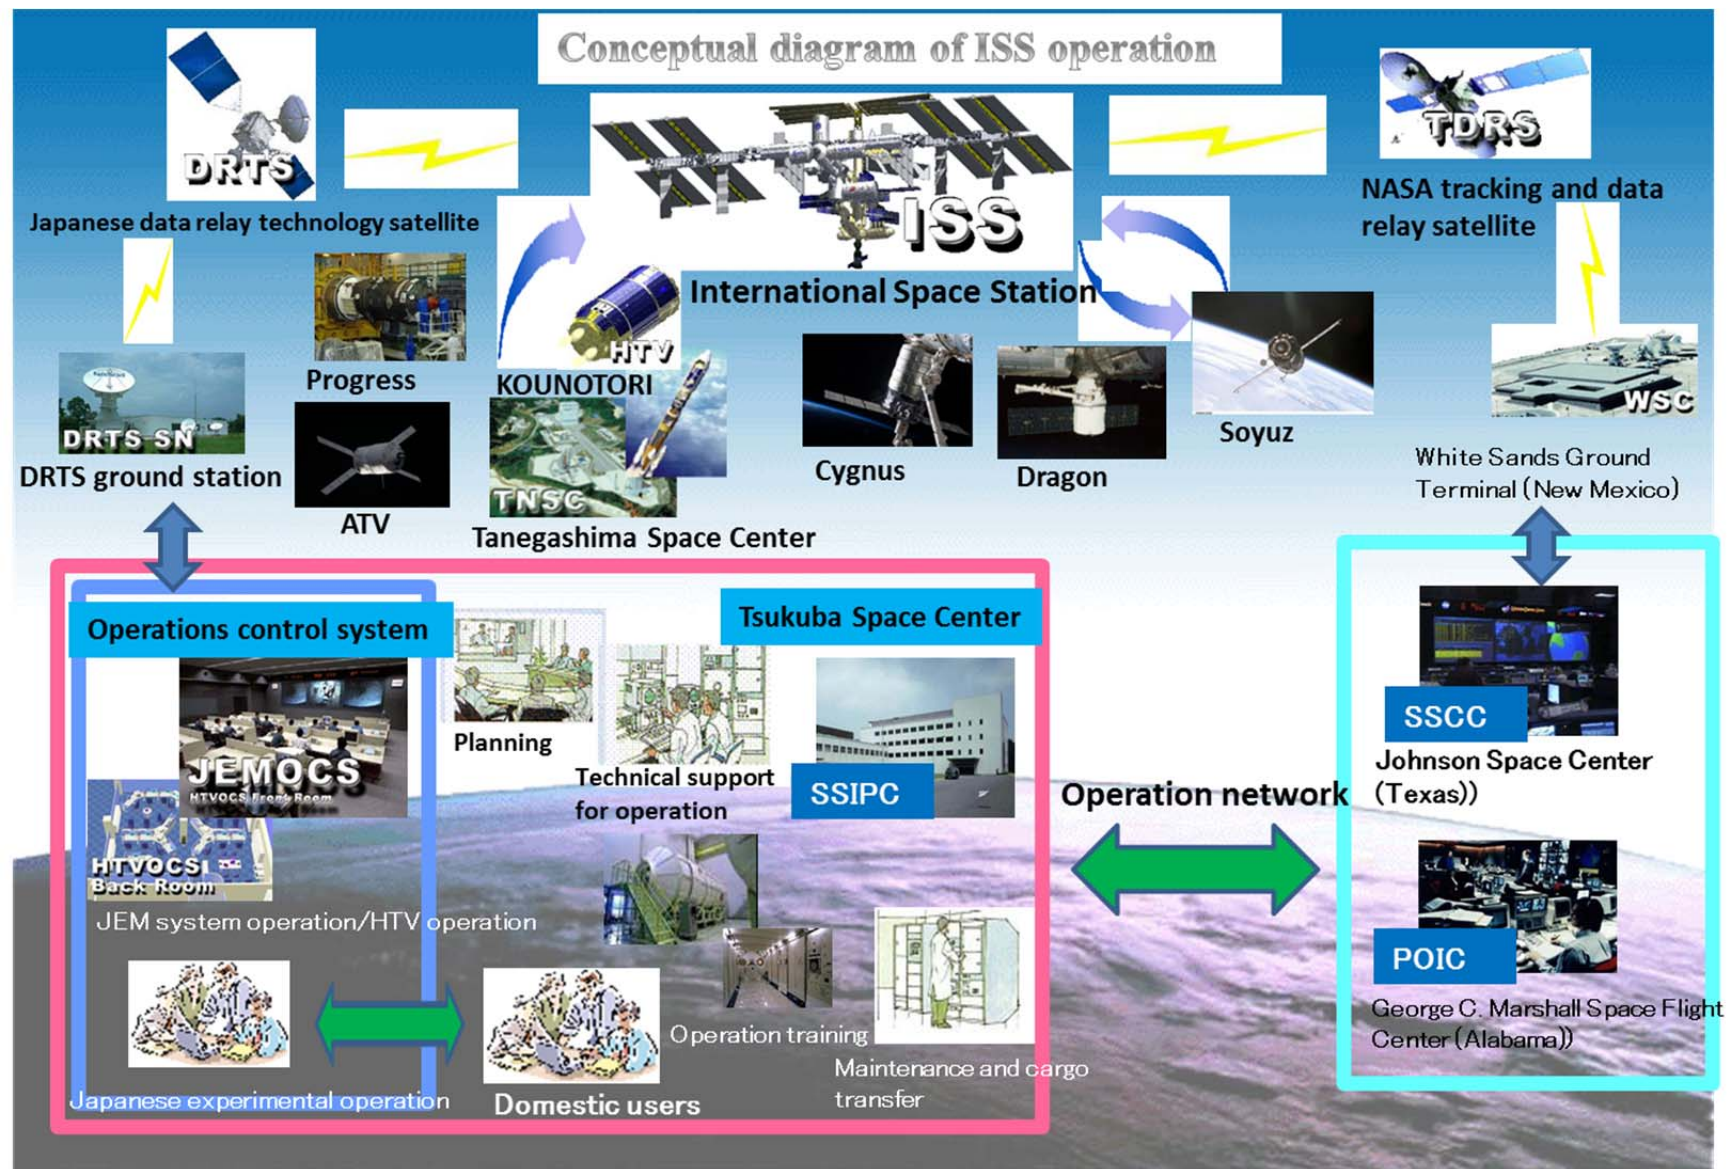 Conceptual diagram of ISS operation
DRTS
TDRS
ISS
Japanese data relay technology satellite
NASA tracking and data
relay satellite
International Space Station
HTV
KOUNOTORI
Progress
DRTS SN
DRTS ground station
ATV
TNSC
Tanegashima Space Center
Cygnus
Dragon
Soyuz
WSC
White Sands Ground
Terminal (New Mexico)
Operations control system
Tsukuba Space Center
JEMOCS
HTVOCS Front Room
HTVOCS
Back Room
JEM system operation/HTV operation
Planning
Technical support
for operation
SSIPC
Operation network
SSCC
Johnson Space Center
(Texas))
POIC
George C. Marshall Space Flight
Center (Alabama))
Operation training
Maintenance and cargo
transfer
Japanese experimental operation
Domestic users